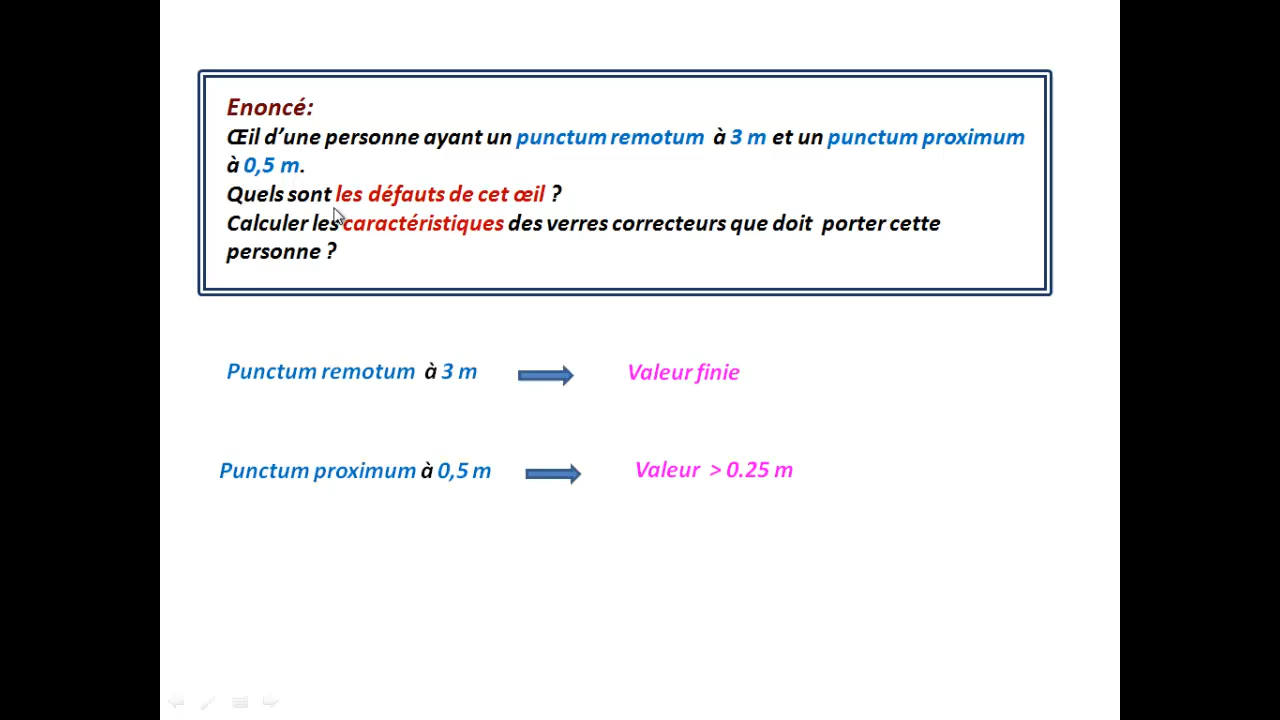 Enoncé:
Œil d’une personne ayant un punctum remotum à 3 m et un punctum proximum
à 0,5 m.
Quels sont les défauts de cet œil ?
Calculer les caractéristiques des verres correcteurs que doit porter cette
personne ?
Punctum remotum à 3 m Valeur finie
Punctum proximum à 0,5 m Valeur > 0.25 m